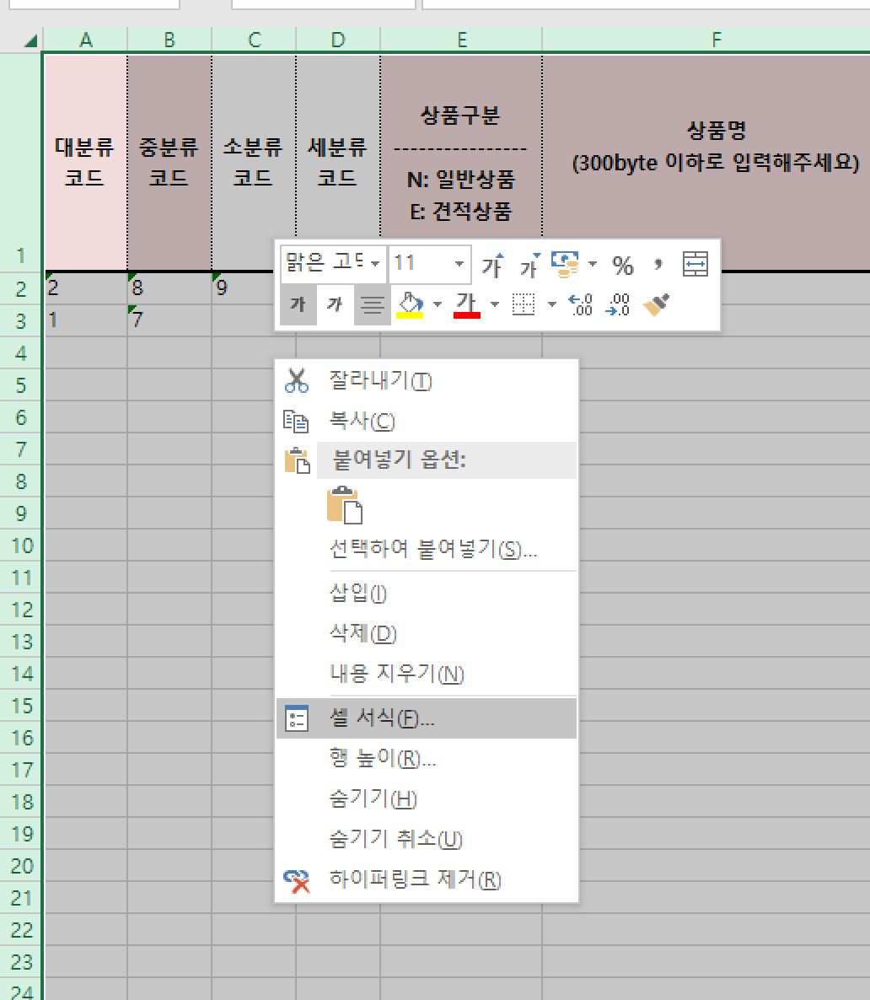 A B C D E F
1
대분류
코드
중분류
코드
소분류
코드
세분류
코드
상품구분
----------------
N: 일반상품
E: 견적상품
상품명
(300byte 이하로 입력해주세요)
맑은 고딕 11 가 가 % ,
가 가 가 ←.0 .00 .00 →.0
2 2 8 9
3 1 7
4
5
6
7
8
9
10
11
12
13
14
15
16
17
18
19
20
21
22
23
24
잘라내기(T)
복사(C)
붙여넣기 옵션:
선택하여 붙여넣기(S)...
삽입(I)
삭제(D)
내용 지우기(N)
셀 서식(F)...
행 높이(R)...
숨기기(H)
숨기기 취소(U)
하이퍼링크 제거(R)